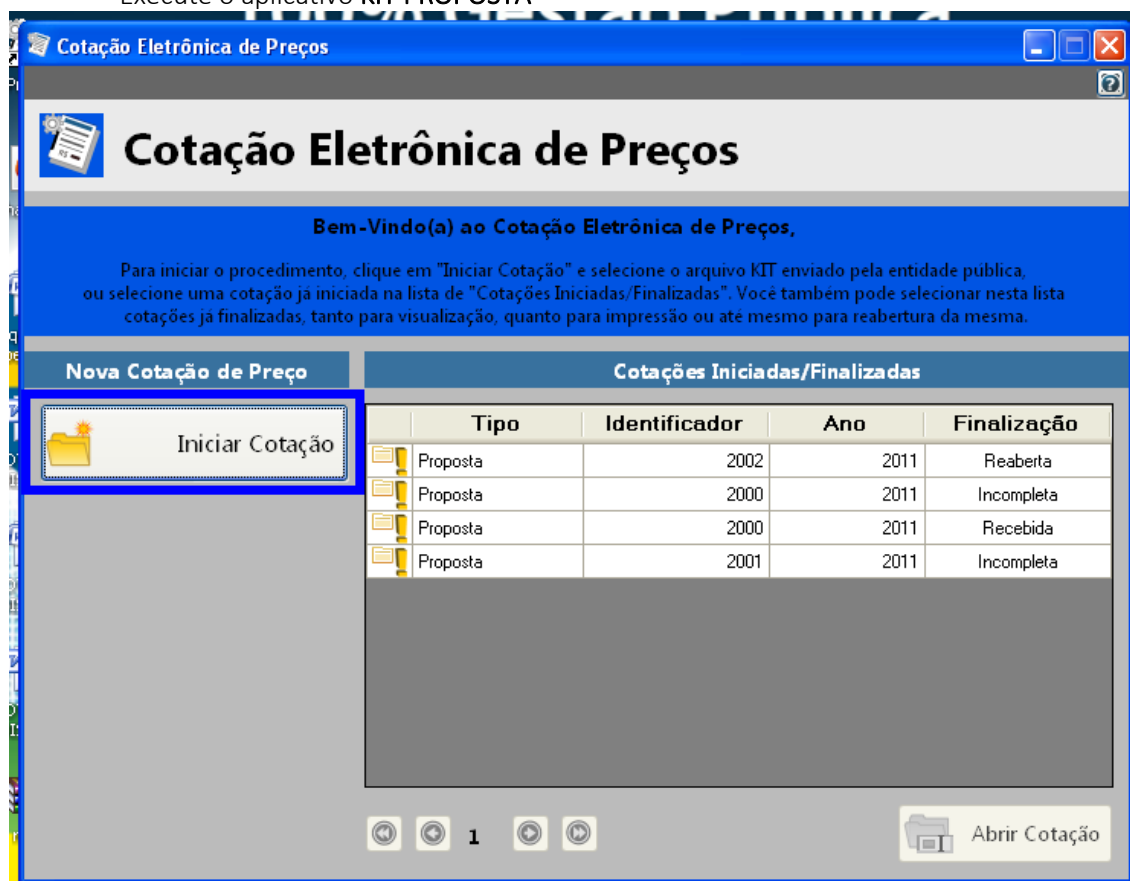 Execute o aplicativo KIT PROPOSTA
Cotação Eletrônica de Preços
Cotação Eletrônica de Preços
Bem-Vindo(a) ao Cotação Eletrônica de Preços,
Para iniciar o procedimento, clique em "Iniciar Cotação" e selecione o arquivo KIT enviado pela entidade pública,
ou selecione uma cotação já iniciada na lista de "Cotações Iniciadas/Finalizadas". Você também pode selecionar nesta lista
cotações já finalizadas, tanto para visualização, quanto para impressão ou até mesmo para reabertura da mesma.
Nova Cotação de Preço
Cotações Iniciadas/Finalizadas
Iniciar Cotação
Tipo Identificador Ano Finalização
Proposta 2002 2011 Reaberta
Proposta 2000 2011 Incompleta
Proposta 2000 2011 Recebida
Proposta 2001 2011 Incompleta
1
Abrir Cotação